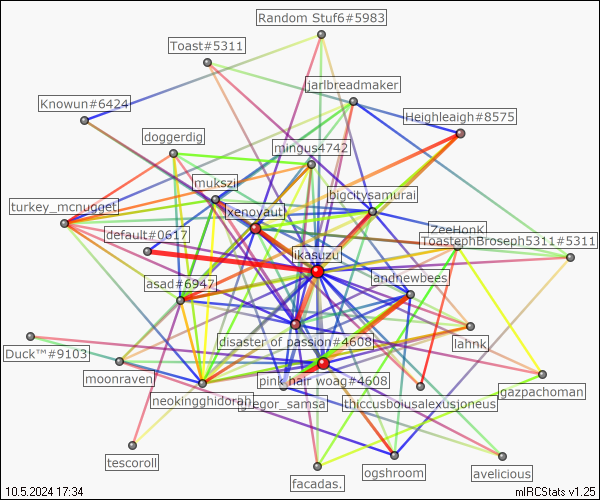 Random Stuf6#5983
Toast#5311
jarlbreadmaker
Knowun#6424
Heighleaigh#8575
doggerdig
mingus4742
mukszi
bigcitysamurai
turkey_mcnugget
xenoyaut
ZeeHonK
default#0617
ToastephBroseph5311#5311
ikasuzu
andnewbees
asad#6947
disaster of passion#4608
lahnk
Duck™#9103
moonraven
pink hair woag#4608
gazpachoman
neokingghidorah
gregor_samsa
thiccusboiusalexusjoneus
tescoroll
ogshroom
avelicious
facadas.
10.5.2024 17:34
mIRCStats v1.25